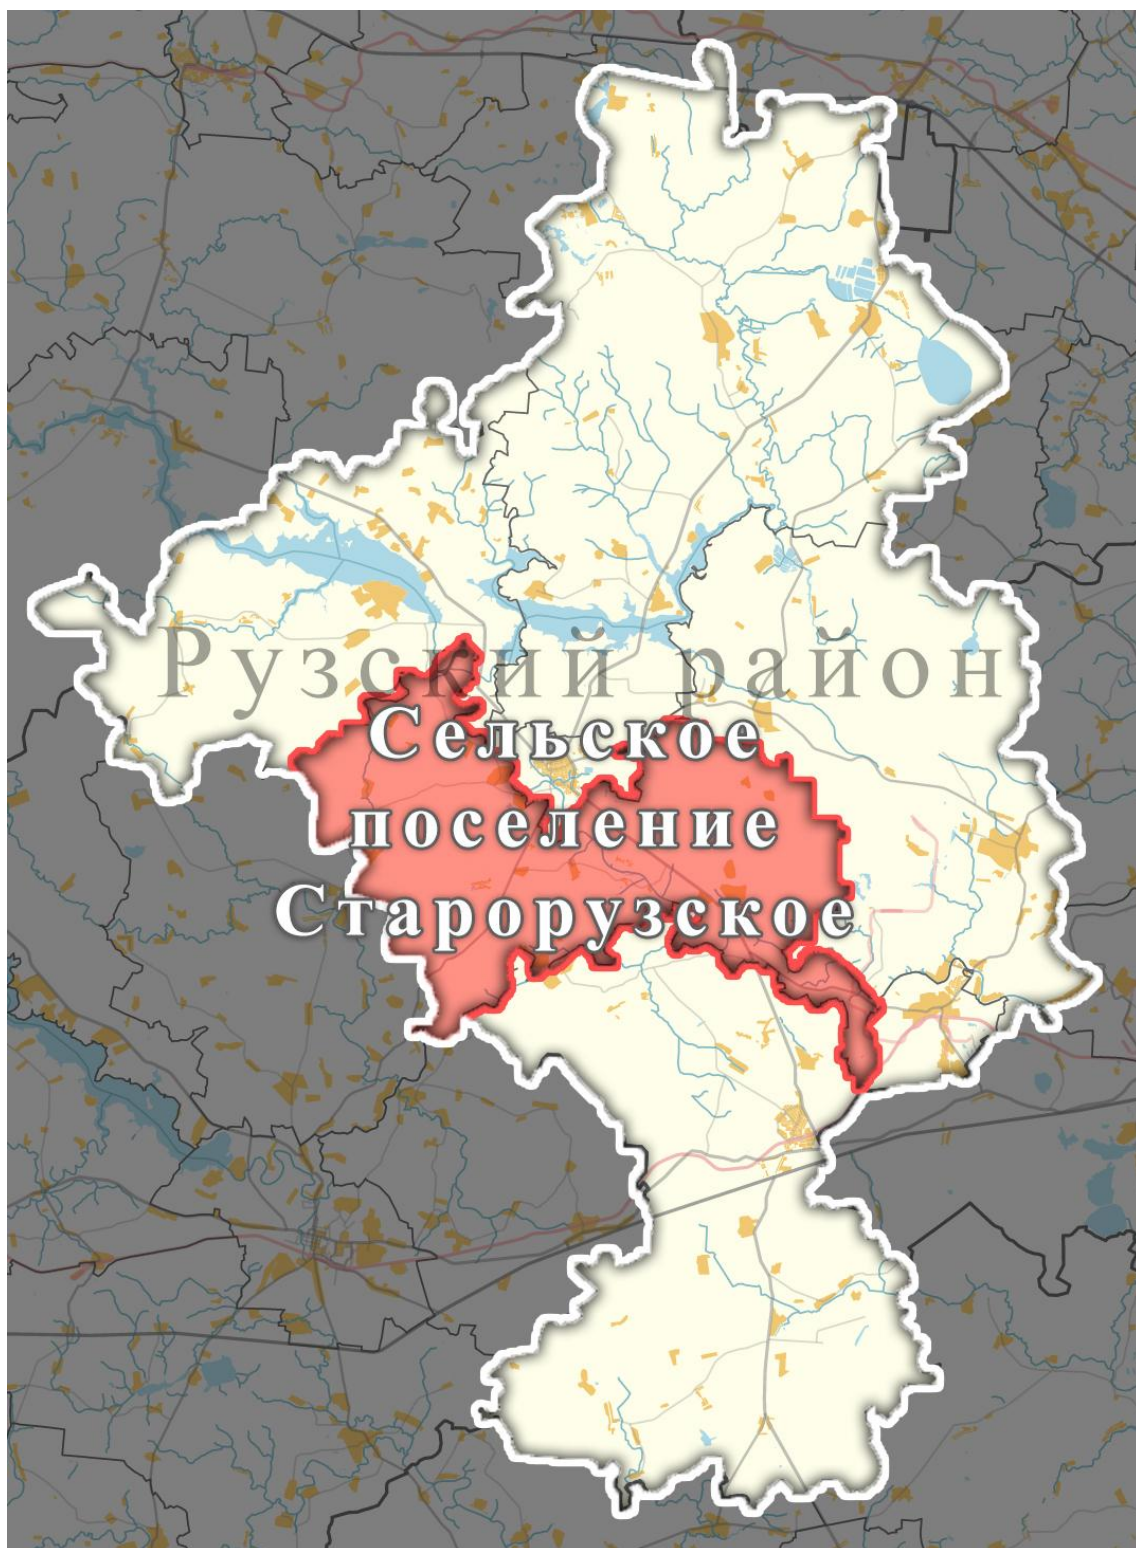 Рузский район
Сельское
поселение
Старорузское